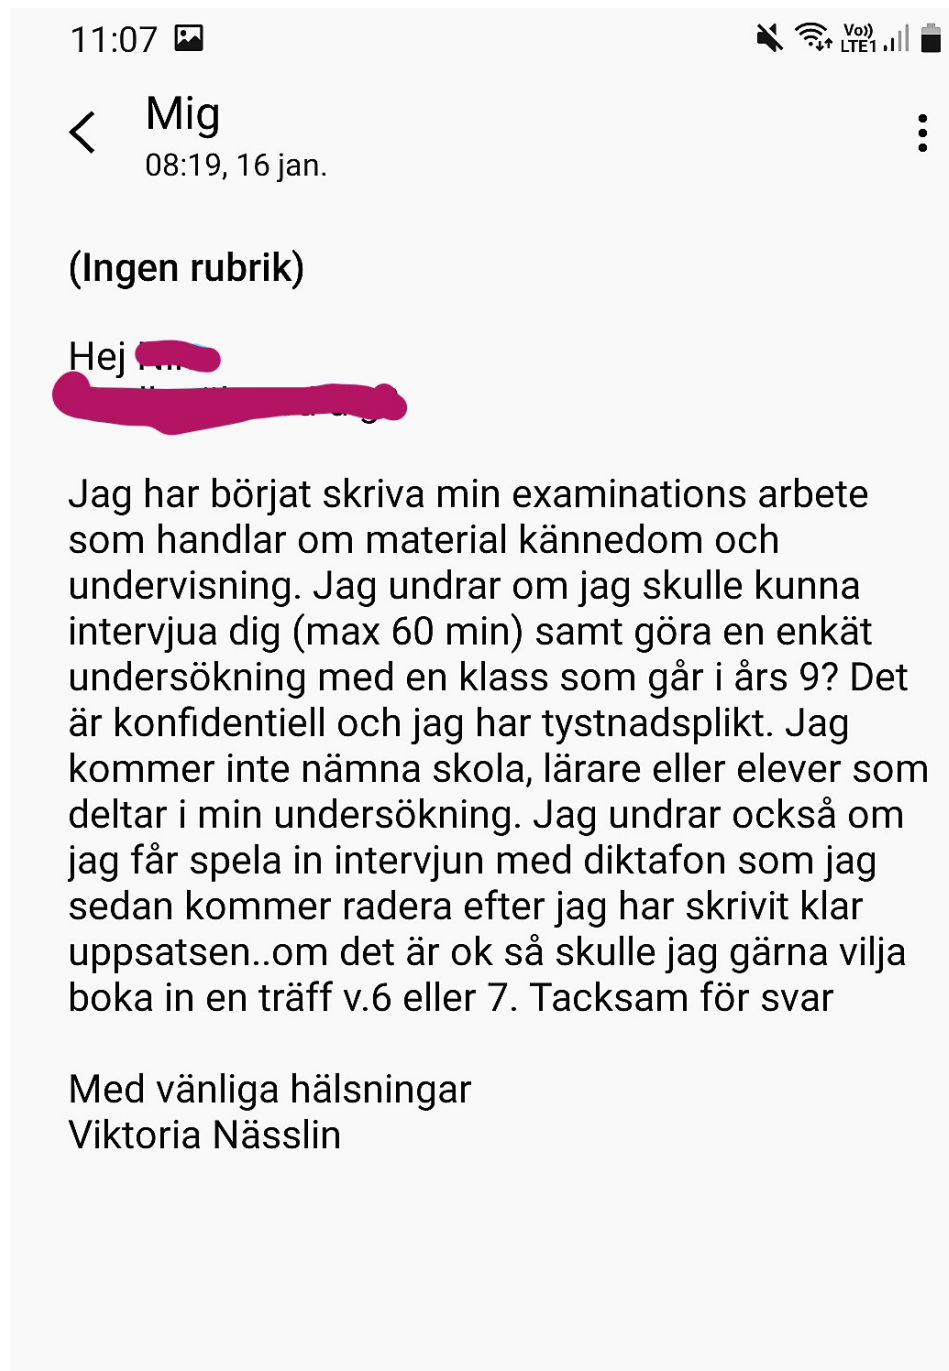 11:07
Vo)) LTE1
Mig
08:19, 16 jan.
(Ingen rubrik)
Hej
Jag har börjat skriva min examinations arbete
som handlar om material kännedom och
undervisning. Jag undrar om jag skulle kunna
intervjua dig (max 60 min) samt göra en enkät
undersökning med en klass som går i års 9? Det
är konfidentiell och jag har tystnadsplikt. Jag
kommer inte nämna skola, lärare eller elever som
deltar i min undersökning. Jag undrar också om
jag får spela in intervjun med diktafon som jag
sedan kommer radera efter jag har skrivit klar
uppsatsen..om det är ok så skulle jag gärna vilja
boka in en träff v.6 eller 7. Tacksam för svar
Med vänliga hälsningar
Viktoria Nässlin